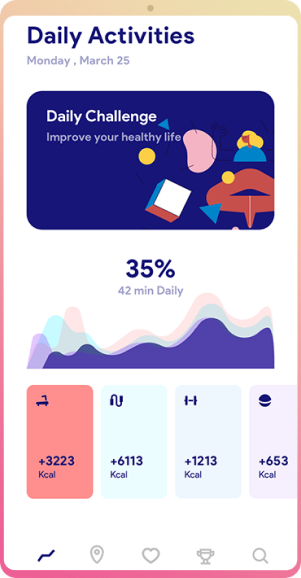 Daily Activities
Monday , March 25
Daily Challenge
Improve your healthy life
35%
42 min Daily
+3223
Kcal
+6113
Kcal
+1213
Kcal
+653
Kcal